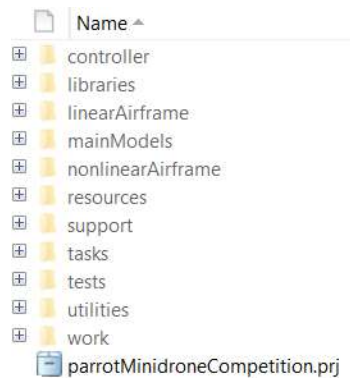 Name
controller
libraries
linearAirframe
mainModels
nonlinearAirframe
resources
support
tasks
tests
utilities
work
parrotMinidroneCompetition.prj